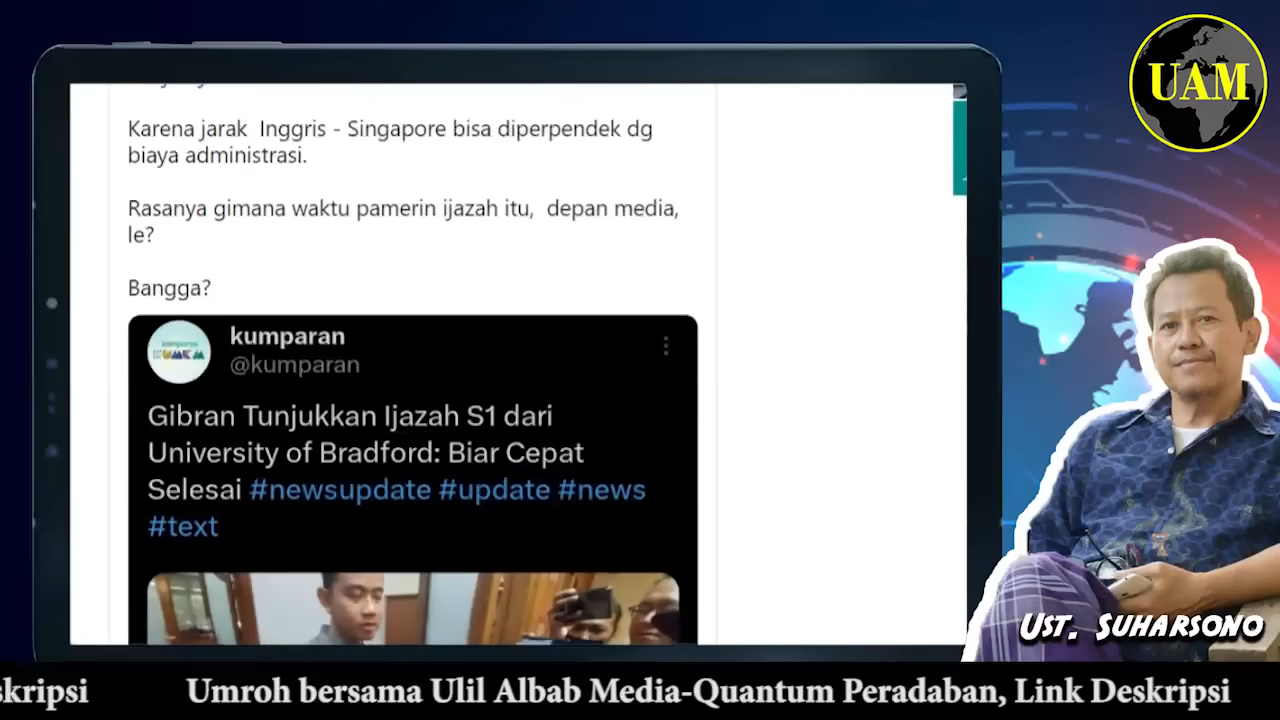 UAM
Karena jarak Inggris - Singapore bisa diperpendek dg
biaya administrasi.
Rasanya gimana waktu pamerin ijazah itu, depan media,
le?
Bangga?
kumparan
@kumparan
Gibran Tunjukkan Ijazah S1 dari
University of Bradford: Biar Cepat
Selesai #newsupdate #update #news
#text
Ust. Suharsono
skripsi Umroh bersama Ulil Albab Media-Quantum Peradaban, Link Deskripsi